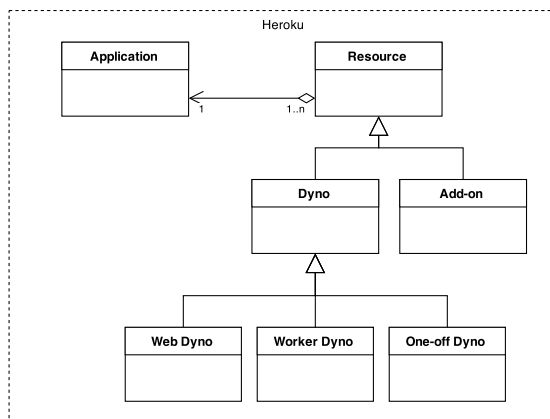 Heroku
Application
Resource
1
1..n
Dyno
Add-on
Web Dyno
Worker Dyno
One-off Dyno